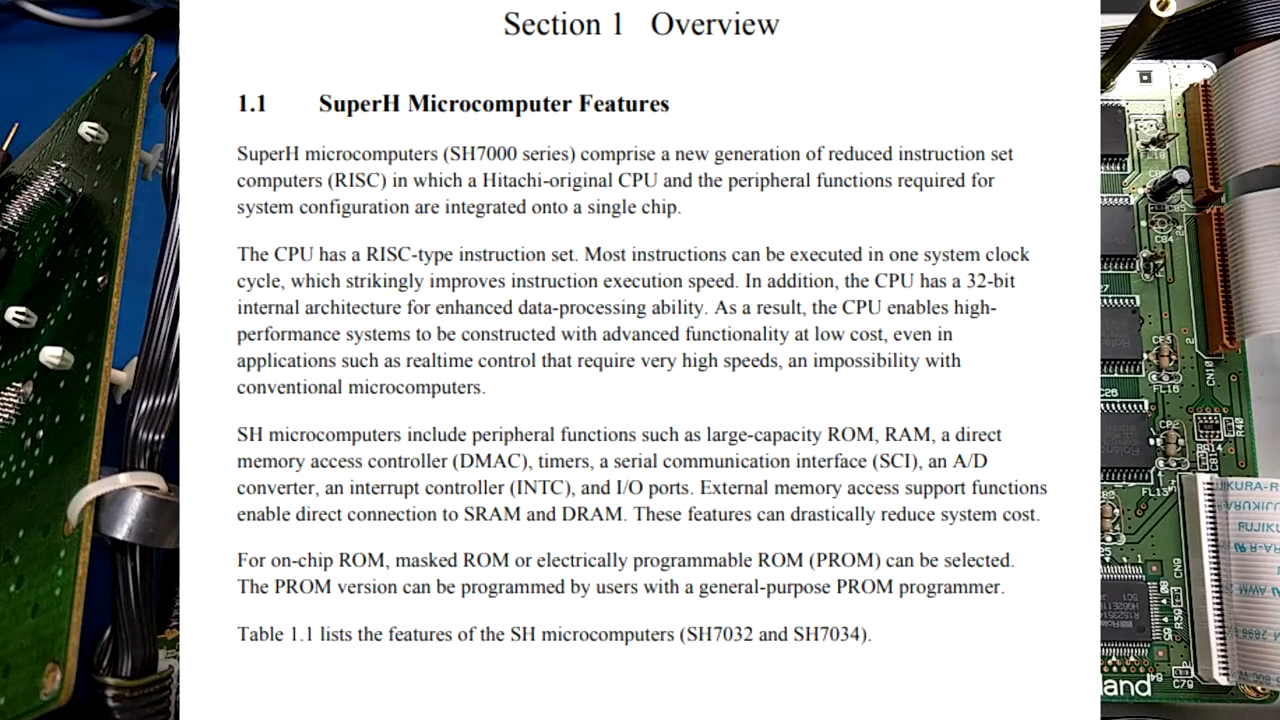 Section 1 Overview
1.1 SuperH Microcomputer Features
SuperH microcomputers (SH7000 series) comprise a new generation of reduced instruction set
computers (RISC) in which a Hitachi-original CPU and the peripheral functions required for
system configuration are integrated onto a single chip.
The CPU has a RISC-type instruction set. Most instructions can be executed in one system clock
cycle, which strikingly improves instruction execution speed. In addition, the CPU has a 32-bit
internal architecture for enhanced data-processing ability. As a result, the CPU enables high-
performance systems to be constructed with advanced functionality at low cost, even in
applications such as realtime control that require very high speeds, an impossibility with
conventional microcomputers.
SH microcomputers include peripheral functions such as large-capacity ROM, RAM, a direct
memory access controller (DMAC), timers, a serial communication interface (SCI), an A/D
converter, an interrupt controller (INTC), and I/O ports. External memory access support functions
enable direct connection to SRAM and DRAM. These features can drastically reduce system cost.
For on-chip ROM, masked ROM or electrically programmable ROM (PROM) can be selected.
The PROM version can be programmed by users with a general-purpose PROM programmer.
Table 1.1 lists the features of the SH microcomputers (SH7032 and SH7034).
FL18
C84
CN10
FL16
R40
CN9
R39
C79
and